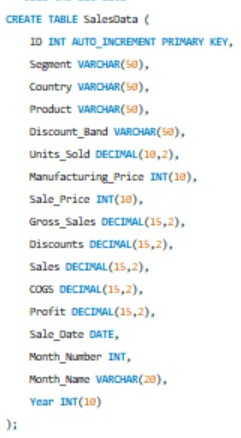 CREATE TABLE SalesData (
ID INT AUTO_INCREMENT PRIMARY KEY,
Segment VARCHAR(50),
Country VARCHAR(50),
Product VARCHAR(50),
Discount_Band VARCHAR(50),
Units_Sold DECIMAL(10,2),
Manufacturing_Price INT(10),
Sale_Price INT(10),
Gross_Sales DECIMAL(15,2),
Discounts DECIMAL(15,2),
Sales DECIMAL(15,2),
COGS DECIMAL(15,2),
Profit DECIMAL(15,2),
Sale_Date DATE,
Month_Number INT,
Month_Name VARCHAR(20),
Year INT(10)
);